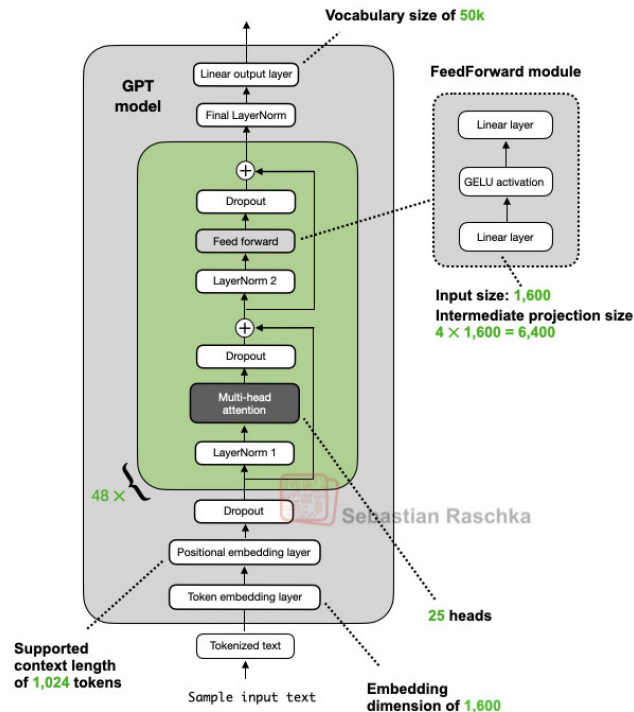 Vocabulary size of 50k
Linear output layer
GPT
model
Final LayerNorm
Dropout
Feed forward
LayerNorm 2
Dropout
Multi-head
attention
LayerNorm 1
48 ×
Dropout
Positional embedding layer
Token embedding layer
Tokenized text
Sample input text
FeedForward module
Linear layer
GELU activation
Linear layer
Input size: 1,600
Intermediate projection size
4 × 1,600 = 6,400
Sebastian Raschka
25 heads
Supported
context length
of 1,024 tokens
Embedding
dimension of 1,600